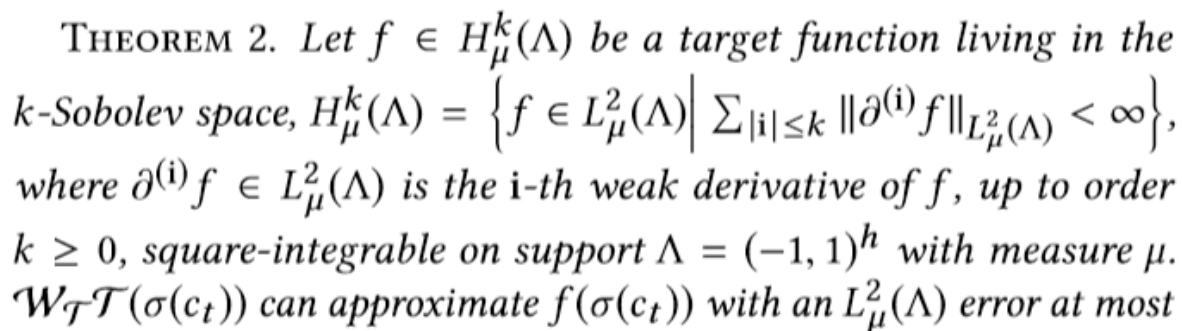 THEOREM 2. Let f ∈ H^k_μ(Λ) be a target function living in the
k-Sobolev space, H^k_μ(Λ) = {f ∈ L^2_μ(Λ)| ∑_{|i|≤k} ‖∂^{(i)} f‖_{L^2_μ(Λ)} < ∞},
where ∂^{(i)} f ∈ L^2_μ(Λ) is the i-th weak derivative of f, up to order
k ≥ 0, square-integrable on support Λ = (−1, 1)^h with measure μ.
𝒲_𝒯 𝒯(σ(c_t)) can approximate f(σ(c_t)) with an L^2_μ(Λ) error at most